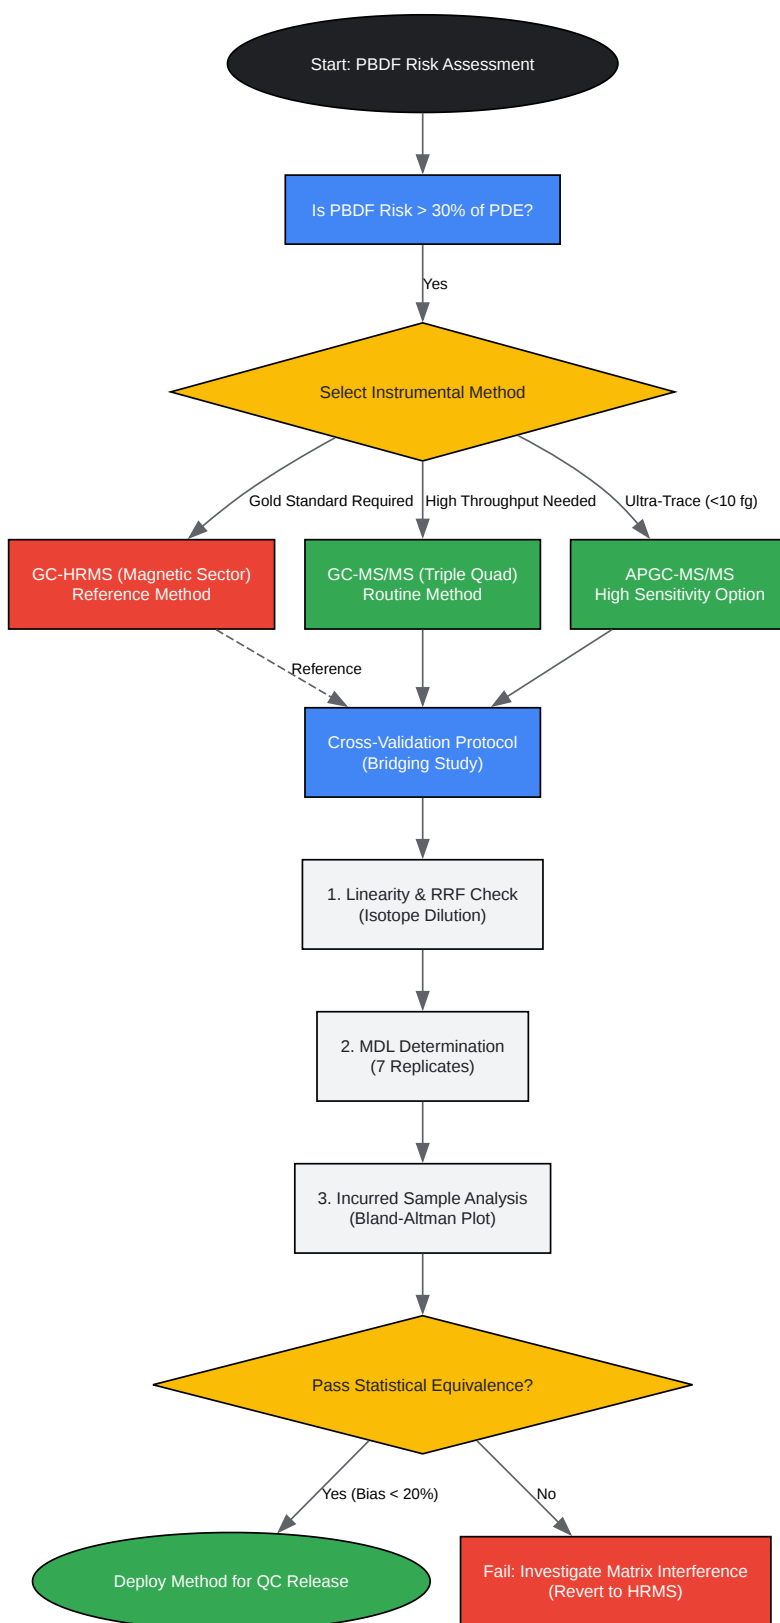 Start: PBDF Risk Assessment
Is PBDF Risk > 30% of PDE?
Yes
Select Instrumental Method
Gold Standard Required
High Throughput Needed
Ultra-Trace (<10 fg)
GC-HRMS (Magnetic Sector)
Reference Method
GC-MS/MS (Triple Quad)
Routine Method
APGC-MS/MS
High Sensitivity Option
Reference
Cross-Validation Protocol
(Bridging Study)
1. Linearity & RRF Check
(Isotope Dilution)
2. MDL Determination
(7 Replicates)
3. Incurred Sample Analysis
(Bland-Altman Plot)
Pass Statistical Equivalence?
Yes (Bias < 20%)
No
Deploy Method for QC Release
Fail: Investigate Matrix Interference
(Revert to HRMS)